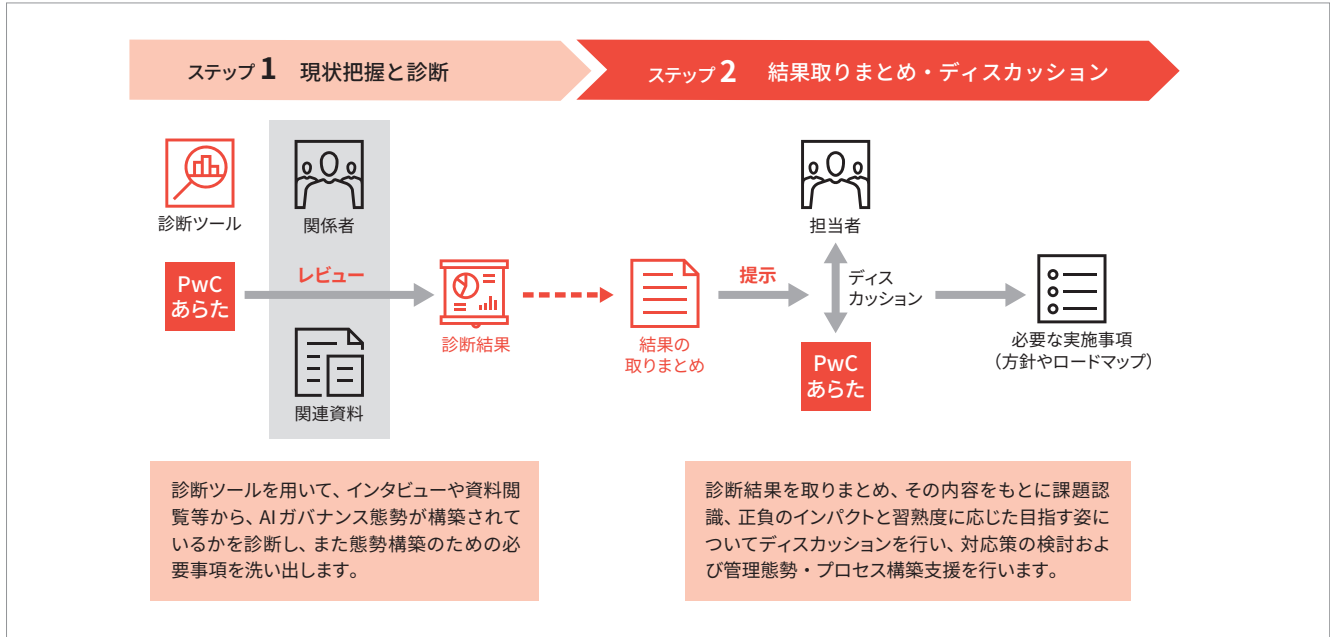 ステップ 1 現状把握と診断
ステップ 2 結果取りまとめ・ディスカッション
診断ツール
関係者
PwC
あらた
レビュー
関連資料
診断結果
結果の
取りまとめ
提示
担当者
ディス
カッション
PwC
あらた
必要な実施事項
（方針やロードマップ）
診断ツールを用いて、インタビューや資料閲
覧等から、AIガバナンス態勢が構築されて
いるかを診断し、また態勢構築のための必
要事項を洗い出します。
診断結果を取りまとめ、その内容をもとに課題認
識、正負のインパクトと習熟度に応じた目指す姿に
ついてディスカッションを行い、対応策の検討およ
び管理態勢・プロセス構築支援を行います。